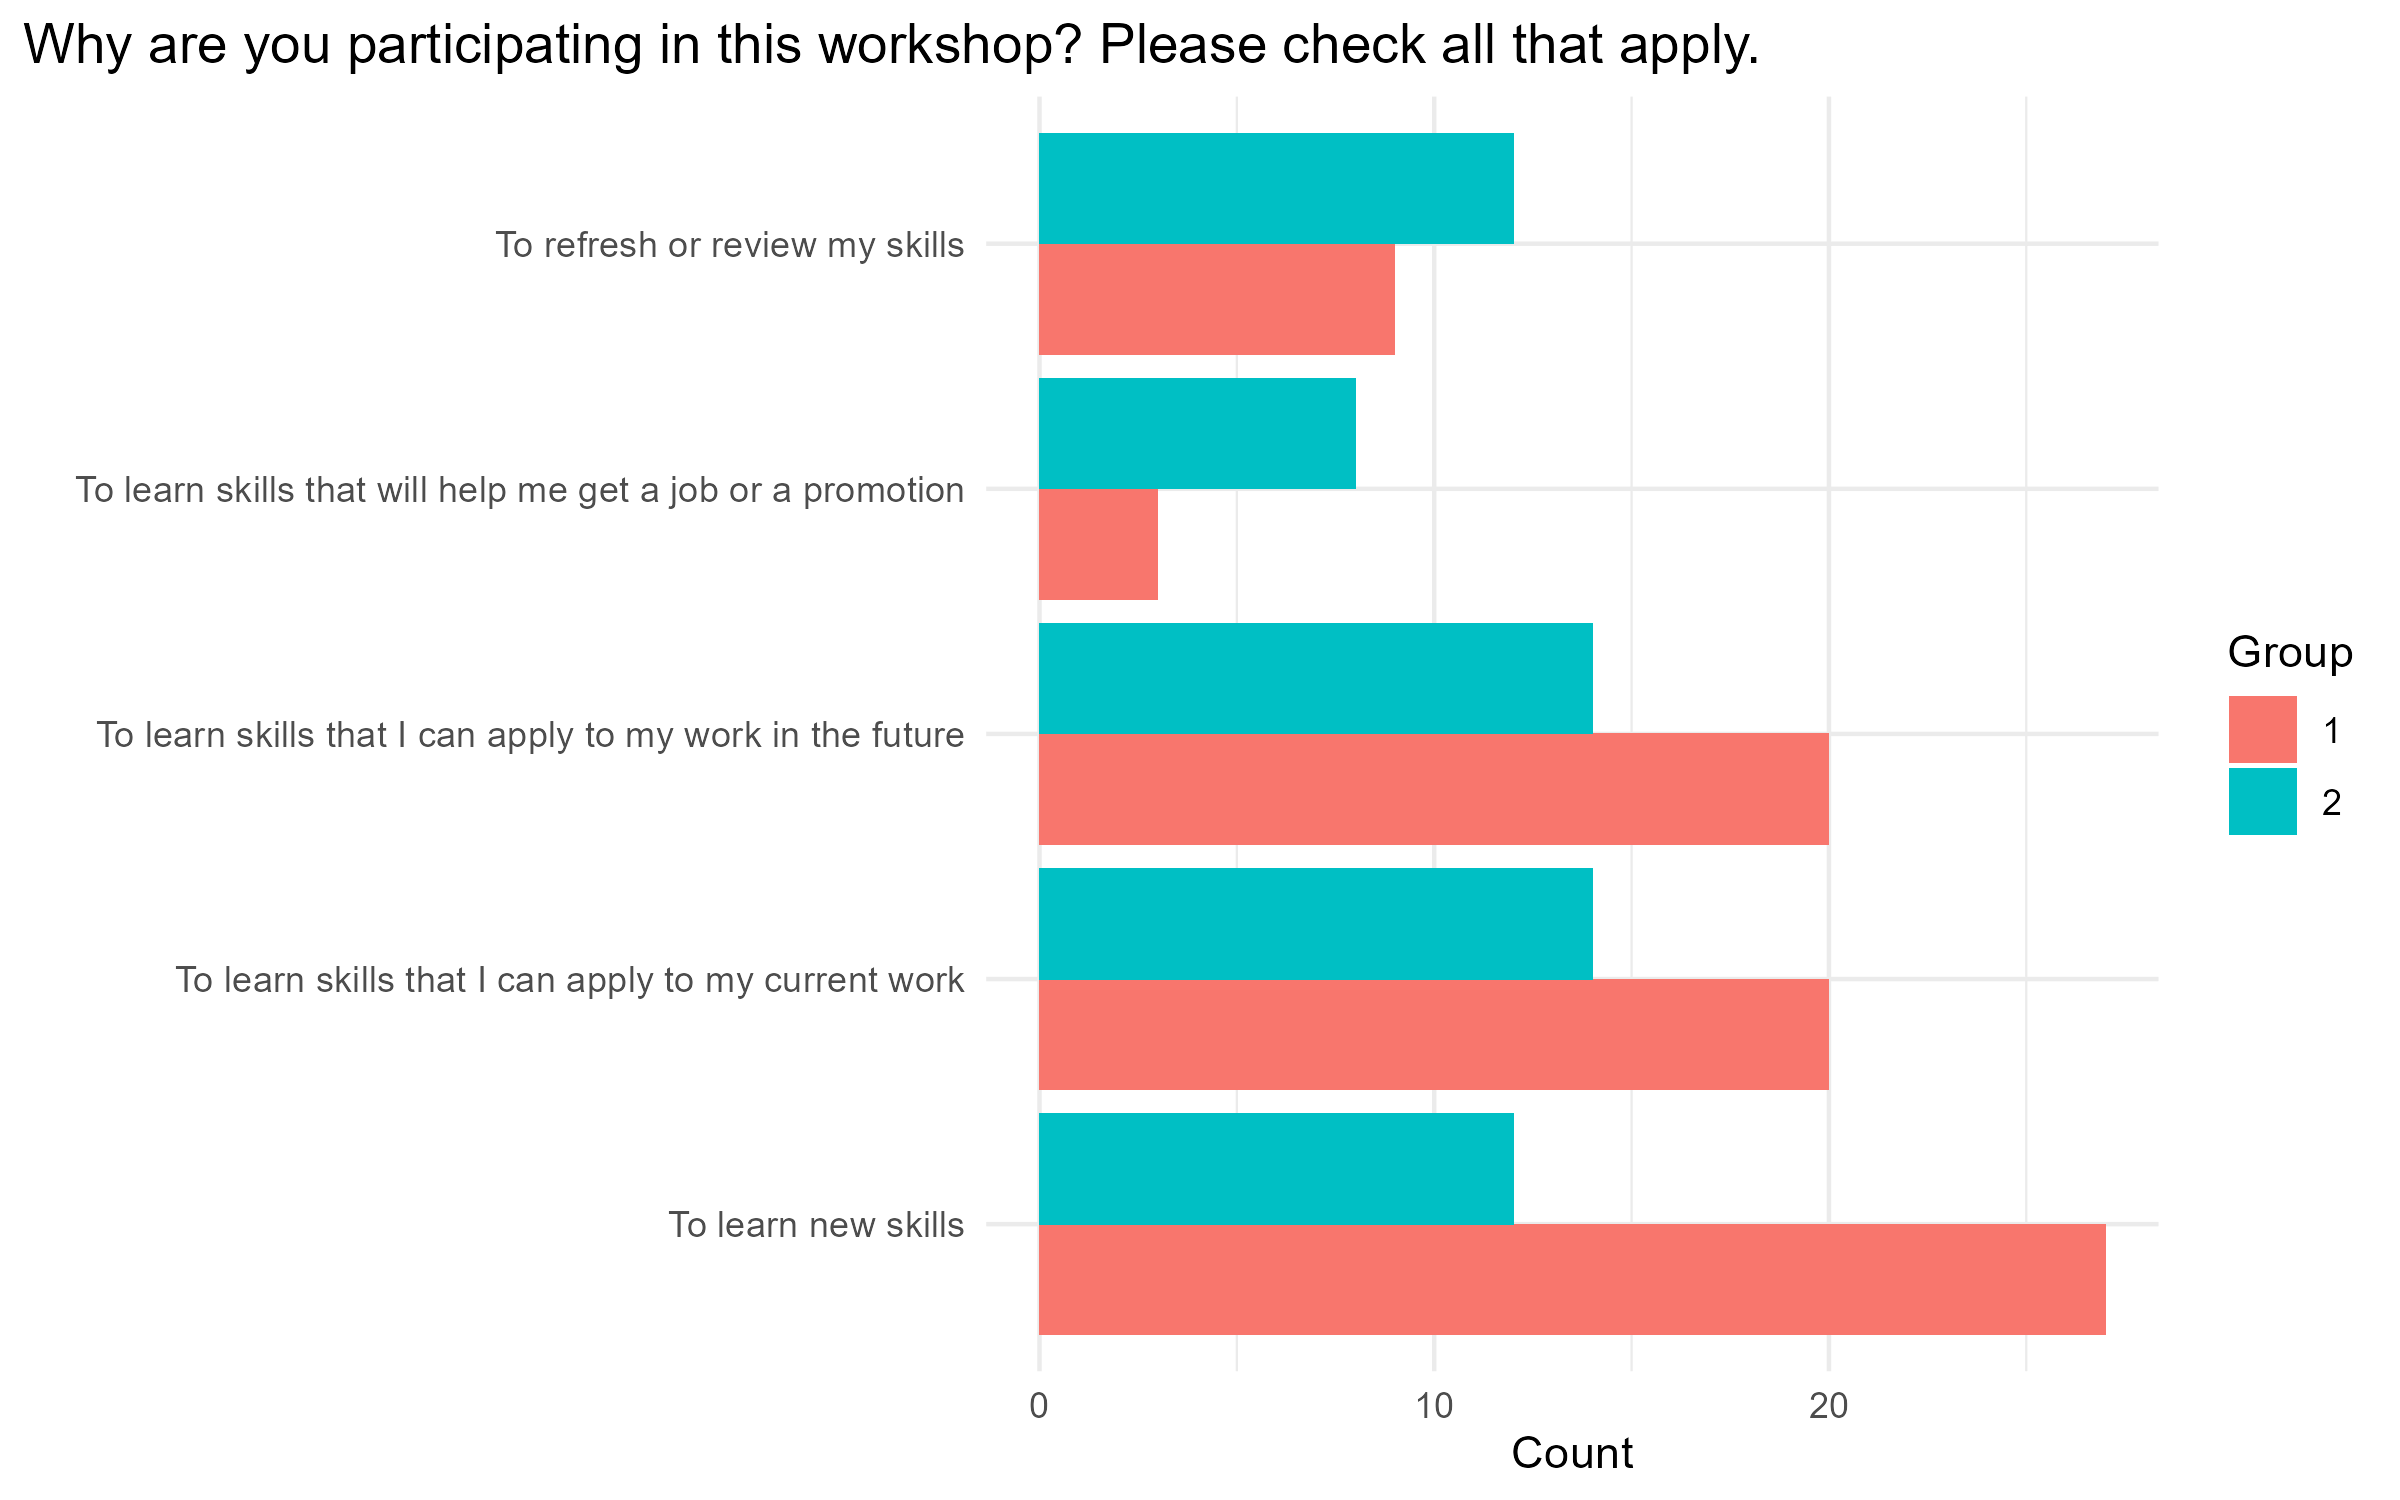 Why are you participating in this workshop? Please check all that apply.
To refresh or review my skills
To learn skills that will help me get a job or a promotion
To learn skills that I can apply to my work in the future
To learn skills that I can apply to my current work
To learn new skills
0 10 20
Count
Group
1
2